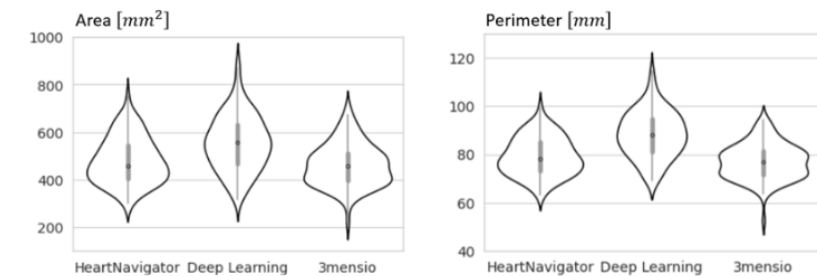 Area [mm²]
1000
800
600
400
200
HeartNavigator Deep Learning 3mensio
Perimeter [mm]
120
100
80
60
40
HeartNavigator Deep Learning 3mensio